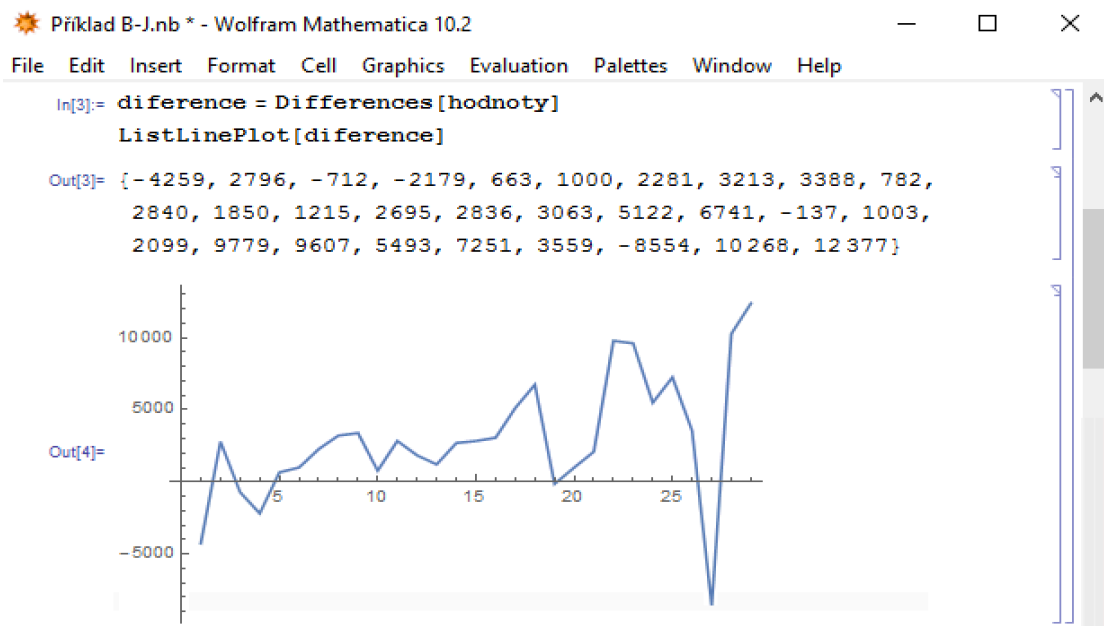 Příklad B-J.nb * - Wolfram Mathematica 10.2
File Edit Insert Format Cell Graphics Evaluation Palettes Window Help
In[3]:= diference = Differences[hodnoty]
ListLinePlot[diference]
Out[3]= {-4259, 2796, -712, -2179, 663, 1000, 2281, 3213, 3388, 782,
2840, 1850, 1215, 2695, 2836, 3063, 5122, 6741, -137, 1003,
2099, 9779, 9607, 5493, 7251, 3559, -8554, 10268, 12377}
10000
5000
Out[4]=
5 10 15 20 25
-5000